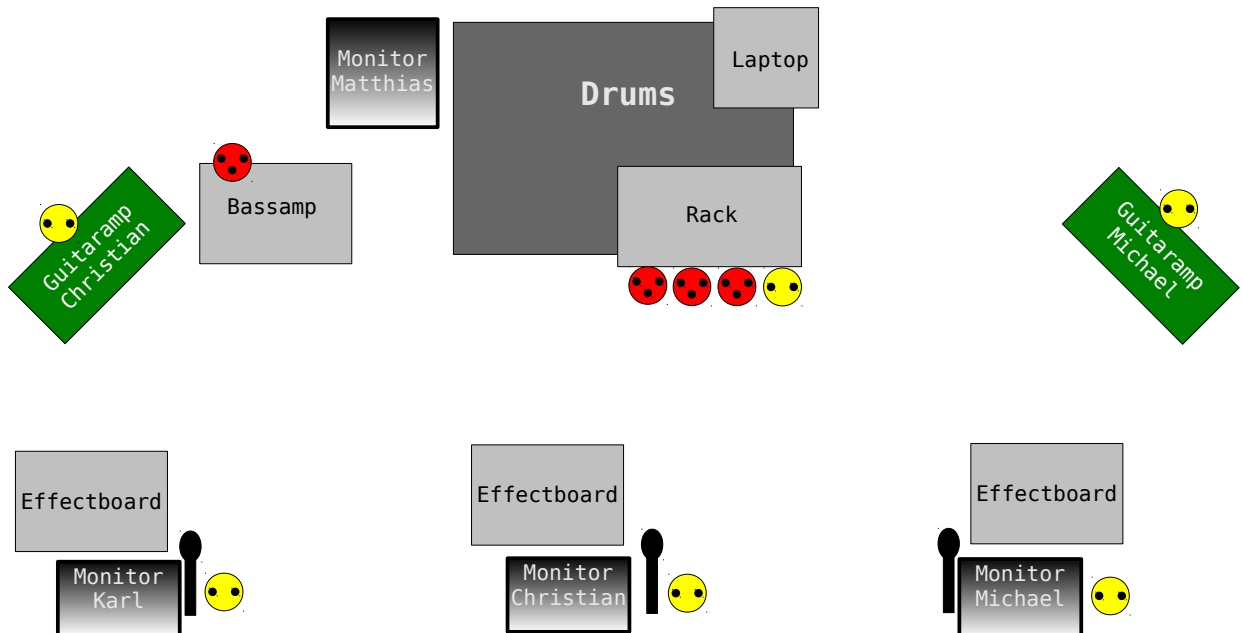 Monitor
Matthias
Drums
Laptop
Guitaramp
Christian
Bassamp
Rack
Guitaramp
Michael
Effectboard
Effectboard
Effectboard
Monitor
Karl
Monitor
Christian
Monitor
Michael